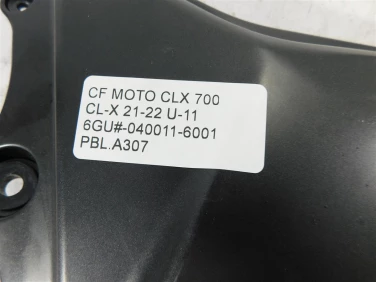 CF MOTO CLX 700
CL-X 21-22 U-11
6GU#-040011-6001
PBL.A307